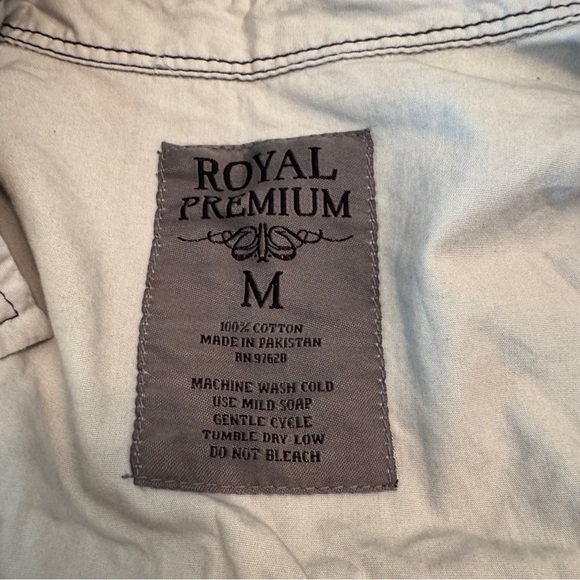 ROYAL
PREMIUM
M
100% COTTON
MADE IN PAKISTAN
RN 97628
MACHINE WASH COLD
USE MILD SOAP
GENTLE CYCLE
TUMBLE DRY LOW
DO NOT BLEACH